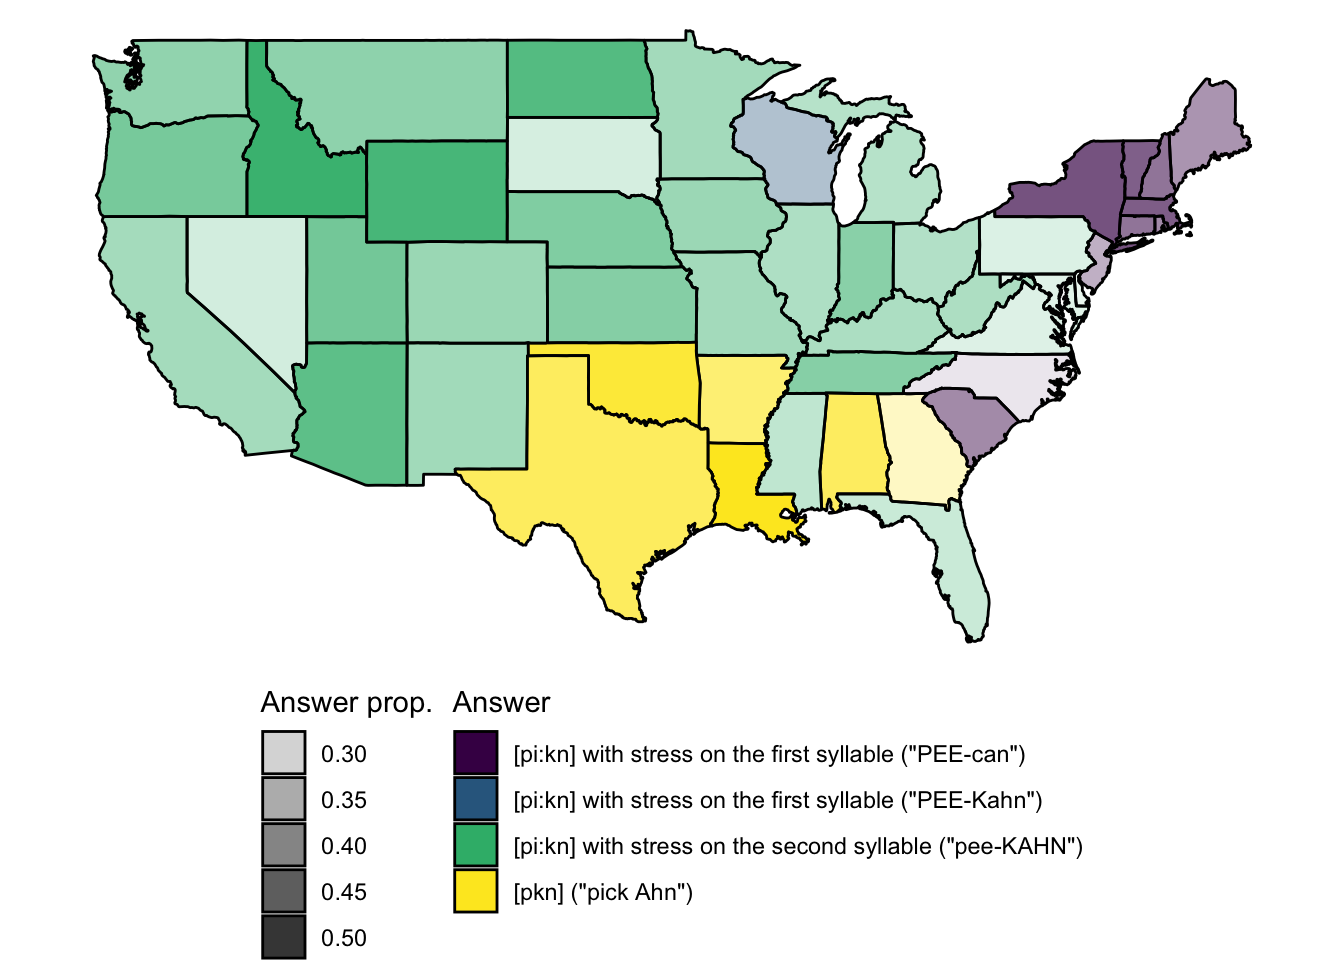 Answer prop.
0.30
0.35
0.40
0.45
0.50
Answer
[pi:kn] with stress on the first syllable ("PEE-can")
[pi:kn] with stress on the first syllable ("PEE-Kahn")
[pi:kn] with stress on the second syllable ("pee-KAHN")
[pkn] ("pick Ahn")